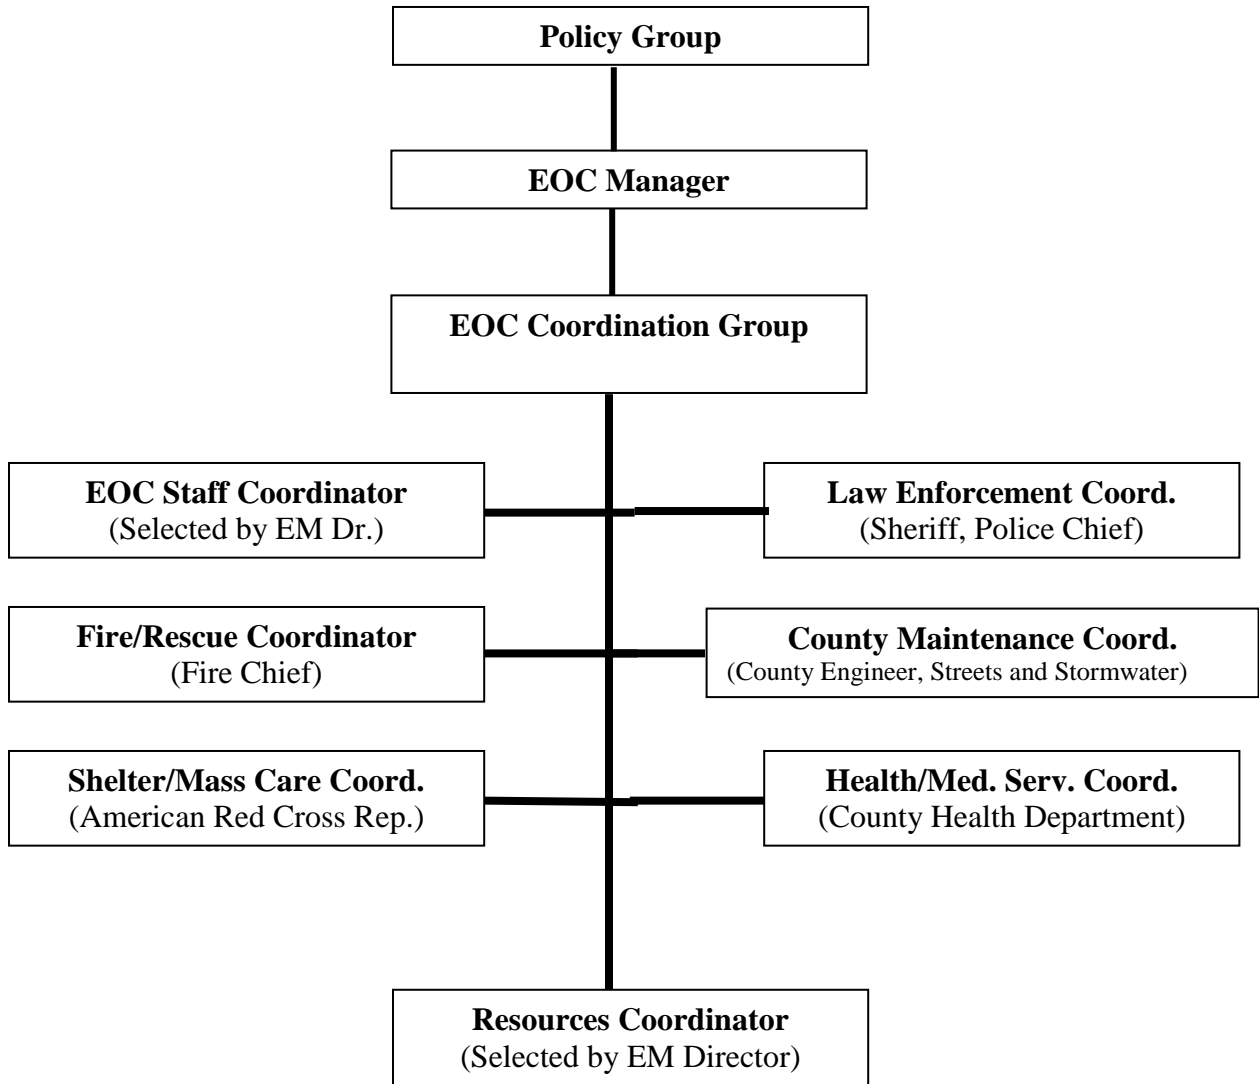 Policy Group
EOC Manager
EOC Coordination Group
EOC Staff Coordinator
(Selected by EM Dr.)
Law Enforcement Coord.
(Sheriff, Police Chief)
Fire/Rescue Coordinator
(Fire Chief)
County Maintenance Coord.
(County Engineer, Streets and Stormwater)
Shelter/Mass Care Coord.
(American Red Cross Rep.)
Health/Med. Serv. Coord.
(County Health Department)
Resources Coordinator
(Selected by EM Director)